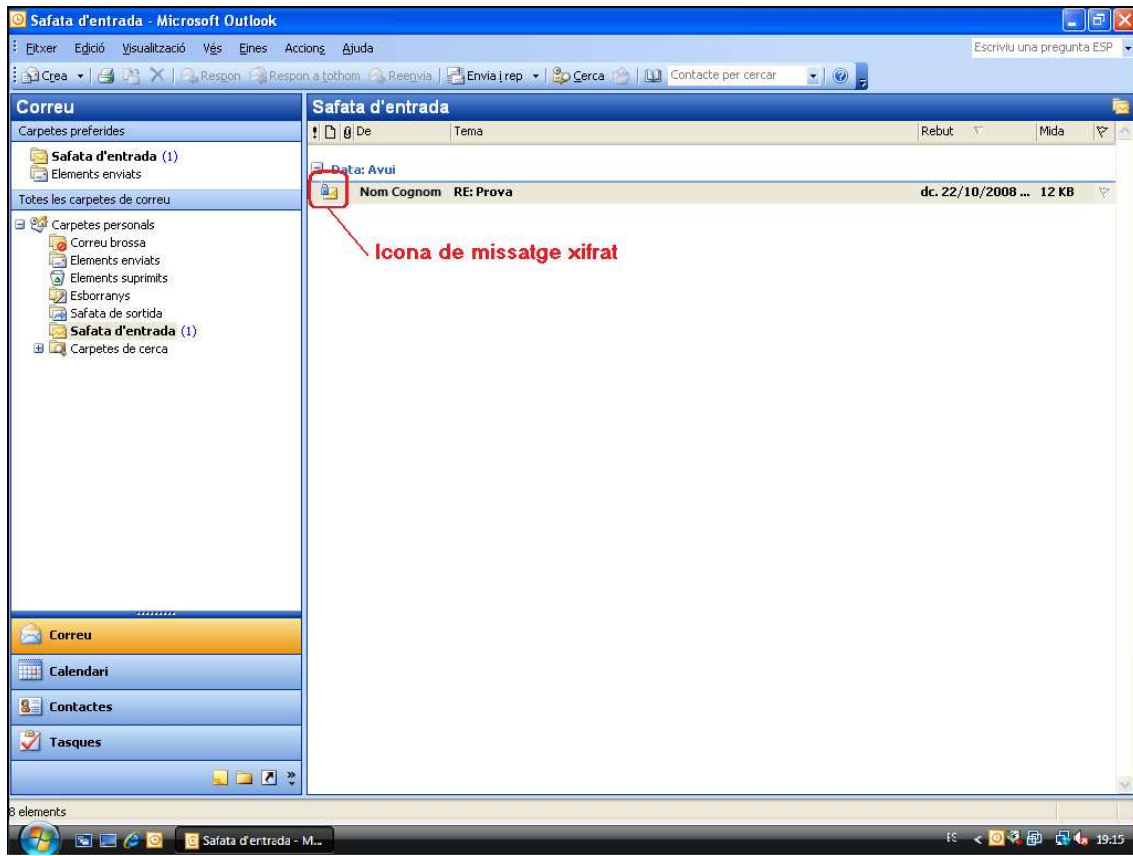 Safata d'entrada - Microsoft Outlook
Fitxer Edició Visualització Vés Eines Accions Ajuda
Escriviu una pregunta ESP
Crea Respon Respon a tothom Reenvia Envia i rep Cerca Contacte per cercar
Correu
Carpetes preferides
Safata d'entrada (1)
Elements enviats
Totes les carpetes de correu
Carpetes personals
Correu brossa
Elements enviats
Elements suprimits
Esborranys
Safata de sortida
Safata d'entrada (1)
Carpetes de cerca
Correu
Calendari
Contactes
Tasques
Safata d'entrada
De Tema Rebut Mida
Data: Avui
Nom Cognom RE: Prova dc. 22/10/2008 ... 12 KB
Icona de missatge xifrat
8 elements
Safata d'entrada - M...
ES
19:15